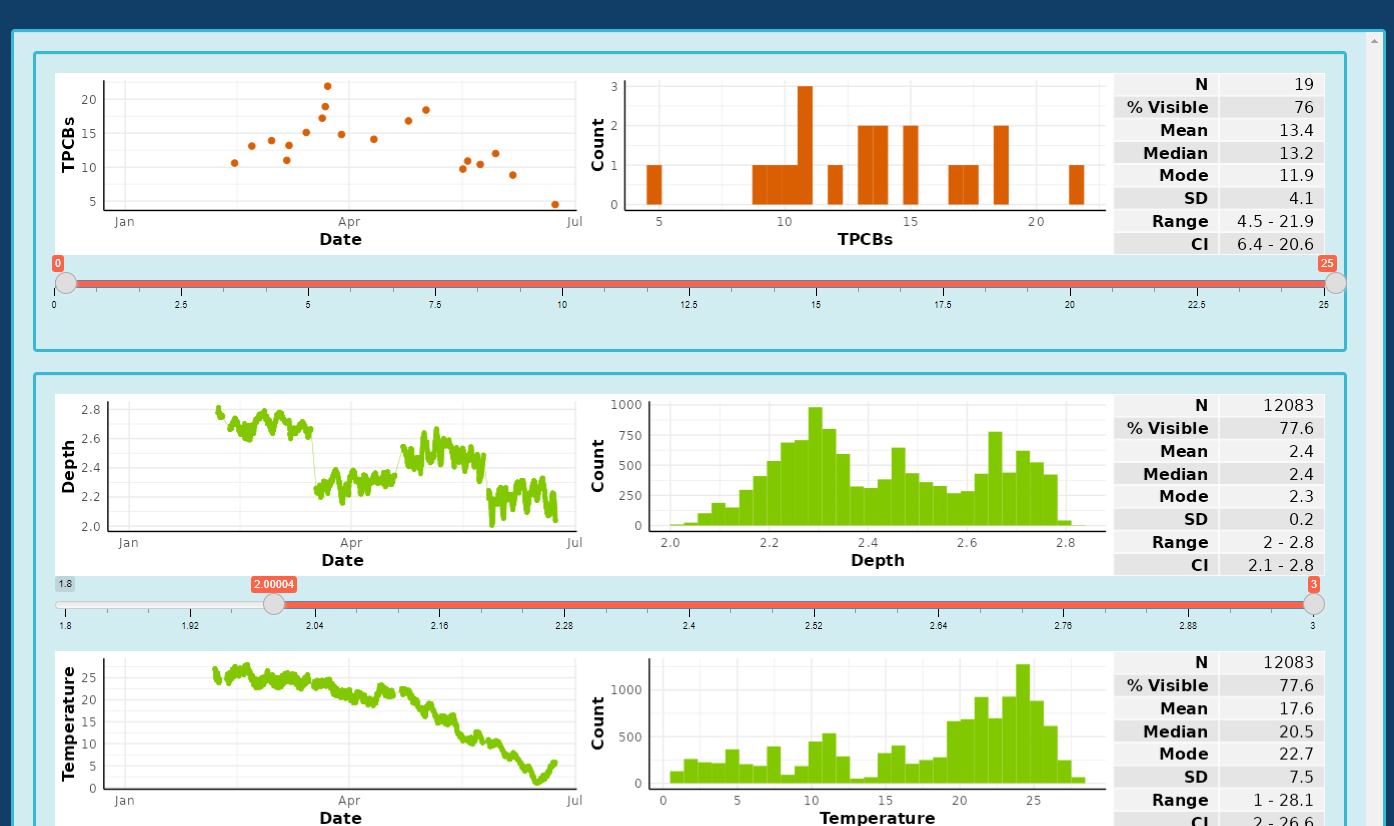 20
15
10
5
TPCBs
Jan Apr Jul
Date
3
2
1
0
Count
5 10 15 20
TPCBs
N 19
% Visible 76
Mean 13.4
Median 13.2
Mode 11.9
SD 4.1
Range 4.5 - 21.9
CI 6.4 - 20.6
0 25
0 2.5 5 7.5 10 12.5 15 17.5 20 22.5 25
2.8
2.6
2.4
2.2
2.0
Depth
Jan Apr Jul
Date
1000
750
500
250
0
Count
2.0 2.2 2.4 2.6 2.8
Depth
N 12083
% Visible 77.6
Mean 2.4
Median 2.4
Mode 2.3
SD 0.2
Range 2 - 2.8
CI 2.1 - 2.8
1.8 2.00004 3
1.8 1.92 2.04 2.16 2.28 2.4 2.52 2.64 2.76 2.88 3
25
20
15
10
5
0
Temperature
Jan Apr Jul
Date
1000
500
0
Count
0 5 10 15 20 25
Temperature
N 12083
% Visible 77.6
Mean 17.6
Median 20.5
Mode 22.7
SD 7.5
Range 1 - 28.1
CI 2 - 26.6